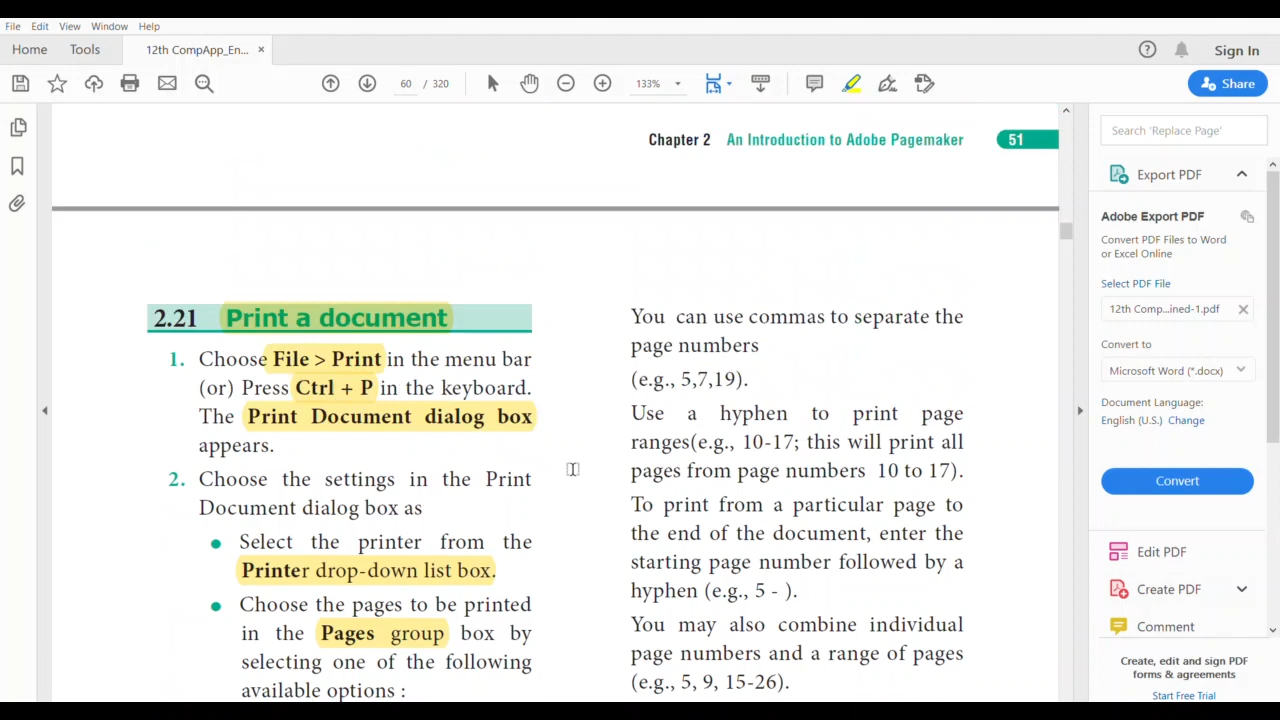 File Edit View Window Help
Home Tools 12th CompApp_En... ×
60 / 320 133% Share
Sign In
Chapter 2 An Introduction to Adobe Pagemaker 51
2.21 Print a document
1. Choose File > Print in the menu bar
(or) Press Ctrl + P in the keyboard.
The Print Document dialog box
appears.
2. Choose the settings in the Print
Document dialog box as
● Select the printer from the
Printer drop-down list box.
● Choose the pages to be printed
in the Pages group box by
selecting one of the following
available options :
You can use commas to separate the
page numbers
(e.g., 5,7,19).
Use a hyphen to print page
ranges(e.g., 10-17; this will print all
pages from page numbers 10 to 17).
To print from a particular page to
the end of the document, enter the
starting page number followed by a
hyphen (e.g., 5 - ).
You may also combine individual
page numbers and a range of pages
(e.g., 5, 9, 15-26).
Search 'Replace Page'
Export PDF
Adobe Export PDF
Convert PDF Files to Word
or Excel Online
Select PDF File
12th Comp...ined-1.pdf
Convert to
Microsoft Word (*.docx)
Document Language:
English (U.S.) Change
Convert
Edit PDF
Create PDF
Comment
Create, edit and sign PDF
forms & agreements
Start Free Trial